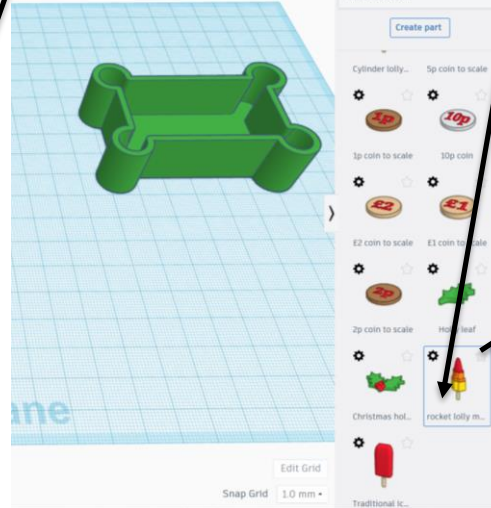 Create part
Cylinder lolly... 5p coin to scale
1p
10p
1p coin to scale 10p coin
£2
£1
£2 coin to scale £1 coin to scale
2p
2p coin to scale Holly leaf
Christmas hol... rocket lolly m...
Traditional ic...
ane
Edit Grid
Snap Grid 1.0 mm